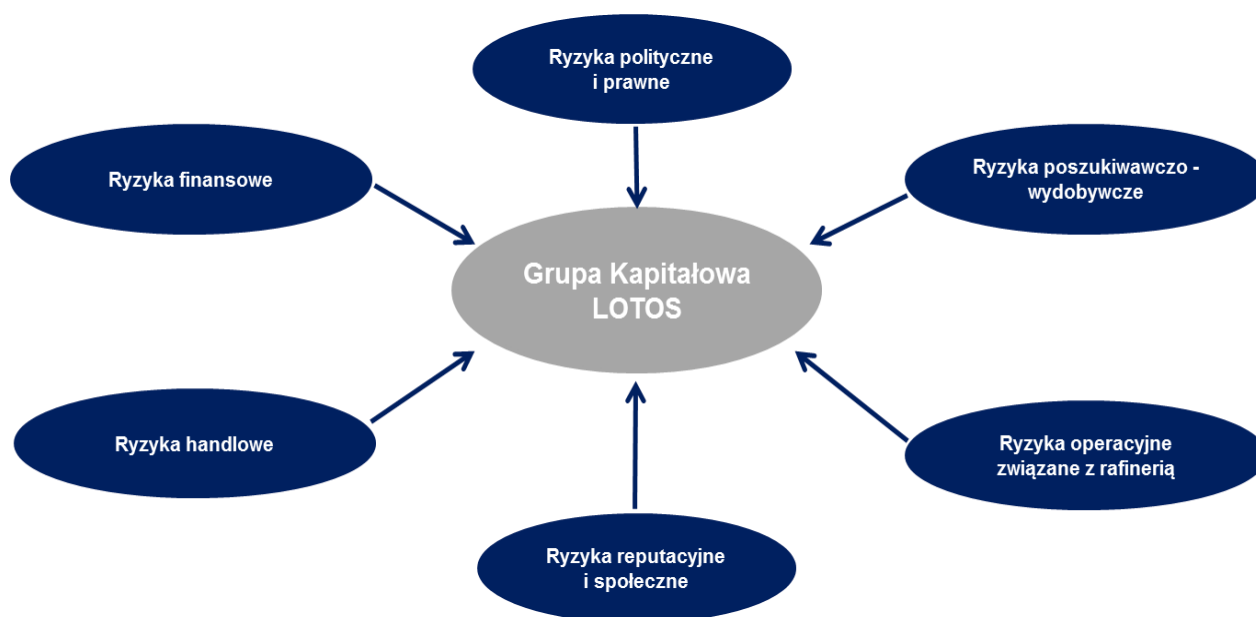 Ryzyka polityczne
i prawne
Ryzyka finansowe
Ryzyka poszukiwawczo -
wydobywcze
Grupa Kapitałowa
LOTOS
Ryzyka handlowe
Ryzyka operacyjne
związane z rafinerią
Ryzyka reputacyjne
i społeczne